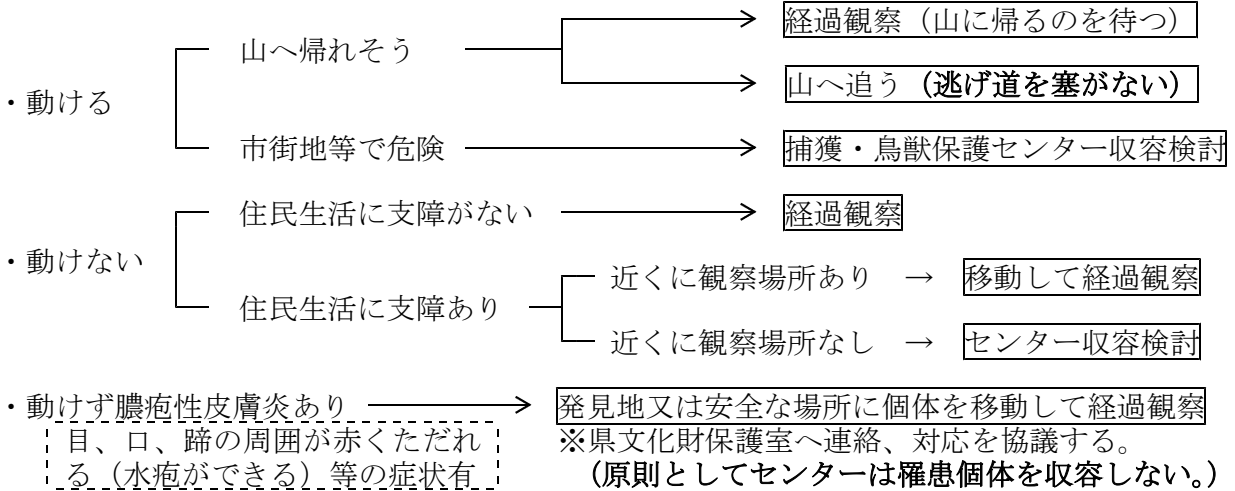 経過観察（山に帰るのを待つ）
山へ帰れそう
山へ追う（逃げ道を塞がない）
・動ける
市街地等で危険
捕獲・鳥獣保護センター収容検討
住民生活に支障がない
経過観察
・動けない
近くに観察場所あり → 移動して経過観察
住民生活に支障あり
近くに観察場所なし → センター収容検討
・動けず膿疱性皮膚炎あり
発見地又は安全な場所に個体を移動して経過観察
目、口、蹄の周囲が赤くただれ
る（水疱ができる）等の症状有
※県文化財保護室へ連絡、対応を協議する。
（原則としてセンターは罹患個体を収容しない。）